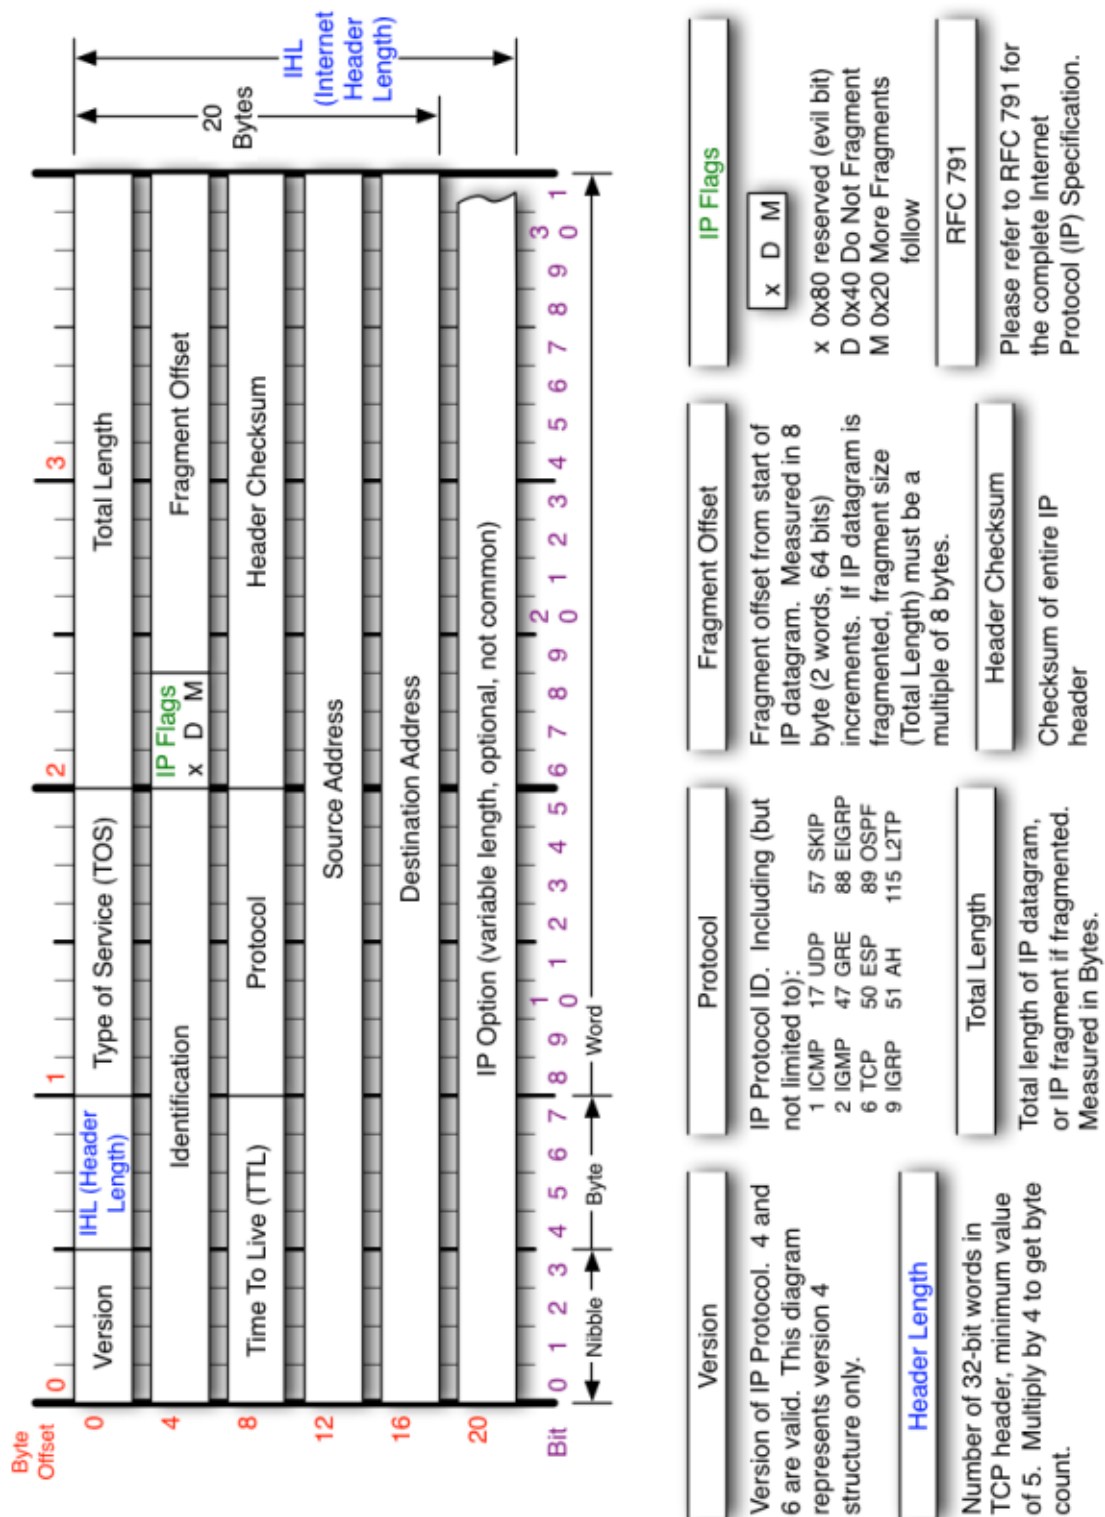 Byte
Offset
0 1 2 3
0 Version IHL (Header
Length) Type of Service (TOS) Total Length
4 Identification IP Flags
x D M Fragment Offset
8 Time To Live (TTL) Protocol Header Checksum
12 Source Address
16 Destination Address
20 IP Option (variable length, optional, not common)
Bit 0 1 2 3 4 5 6 7 8 9 1
0 1 2 3 4 5 6 7 8 9 2
0 1 2 3 4 5 6 7 8 9 3
0 1
Nibble Byte Word
20
Bytes
IHL
(Internet
Header
Length)
Version
Version of IP Protocol. 4 and
6 are valid. This diagram
represents version 4
structure only.
Header Length
Number of 32-bit words in
TCP header, minimum value
of 5. Multiply by 4 to get byte
count.
Protocol
IP Protocol ID. Including (but
not limited to):
1 ICMP 17 UDP 57 SKIP
2 IGMP 47 GRE 88 EIGRP
6 TCP 50 ESP 89 OSPF
9 IGRP 51 AH 115 L2TP
Total Length
Total length of IP datagram,
or IP fragment if fragmented.
Measured in Bytes.
Fragment Offset
Fragment offset from start of
IP datagram. Measured in 8
byte (2 words, 64 bits)
increments. If IP datagram is
fragmented, fragment size
(Total Length) must be a
multiple of 8 bytes.
Header Checksum
Checksum of entire IP
header
IP Flags
x D M
x 0x80 reserved (evil bit)
D 0x40 Do Not Fragment
M 0x20 More Fragments
follow
RFC 791
Please refer to RFC 791 for
the complete Internet
Protocol (IP) Specification.